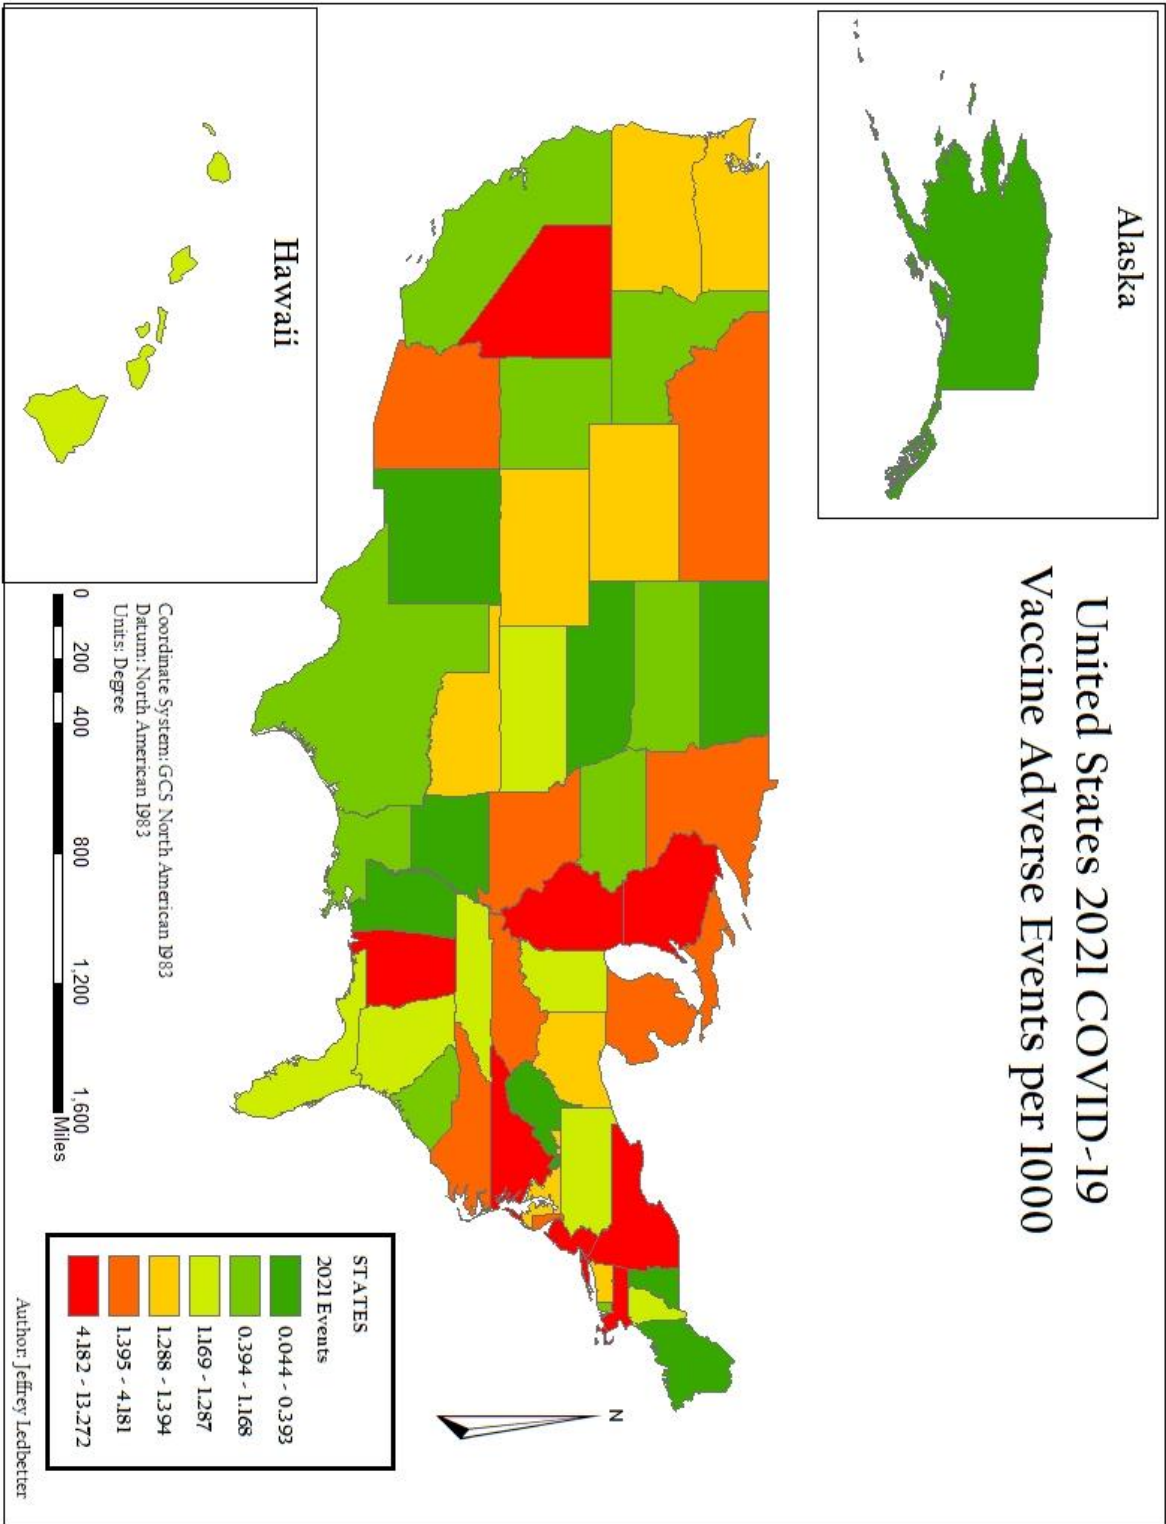 United States 2021 COVID-19
Vaccine Adverse Events per 1000
Alaska
Hawaii
Coordinate System: GCS North American 1983
Datum: North American 1983
Units: Degree
0 200 400 800 1,200 1,600
Miles
N
STATES
2021 Events
0.044 - 0.393
0.394 - 1.168
1.169 - 1.287
1.288 - 1.394
1.395 - 4.181
4.182 - 13.272
Author: Jeffrey Ledbetter